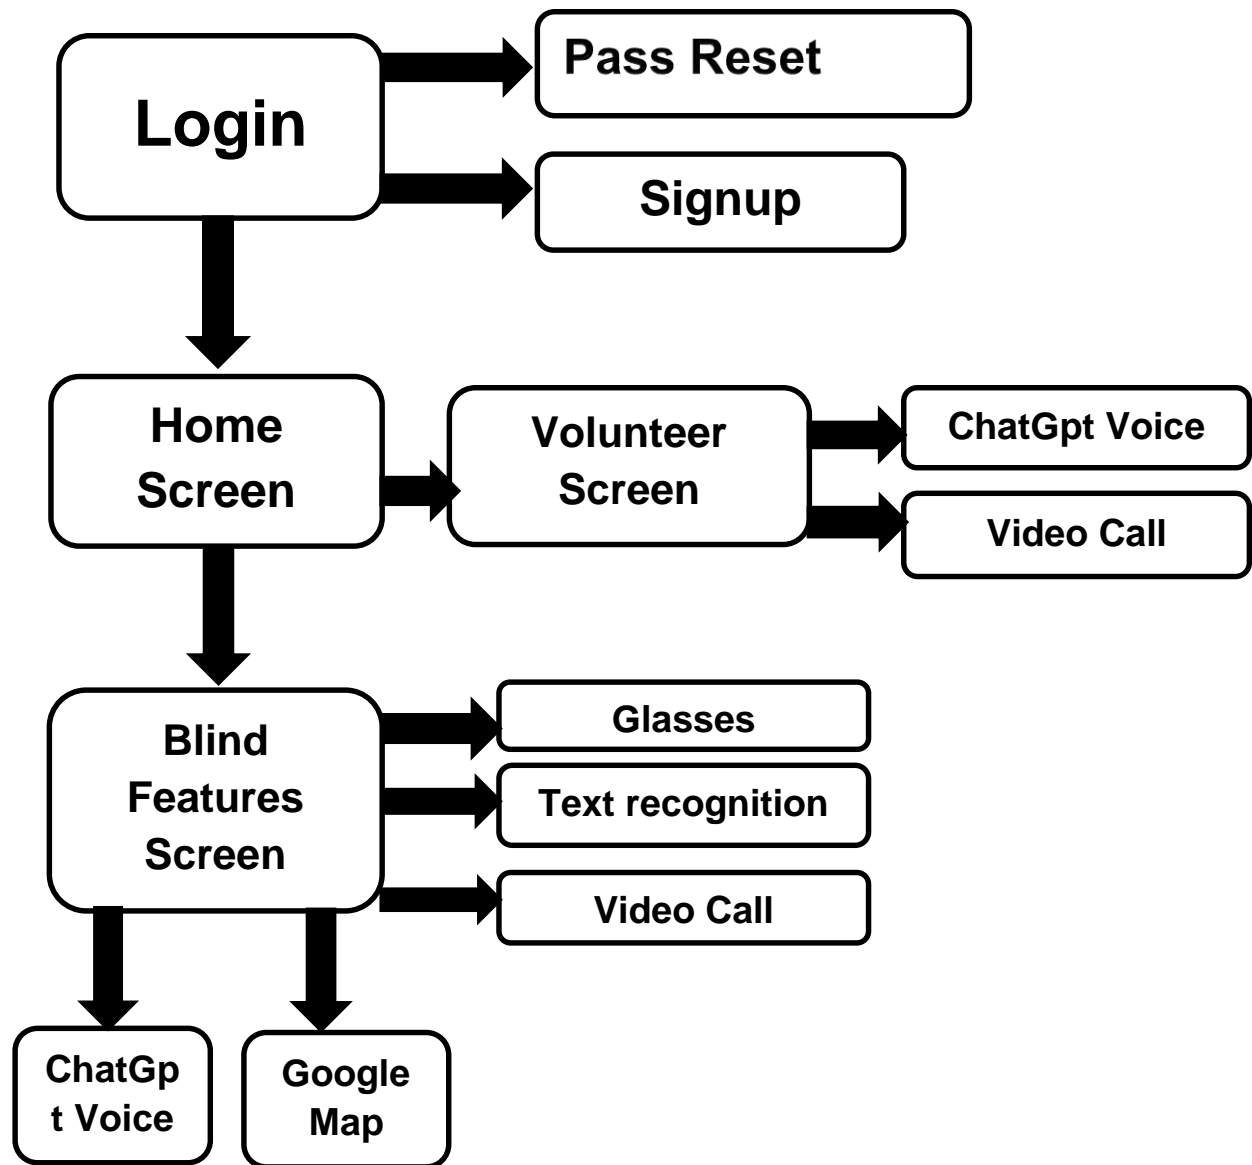 Login
Pass Reset
Signup
Home
Screen
Volunteer
Screen
ChatGpt Voice
Video Call
Blind
Features
Screen
Glasses
Text recognition
Video Call
ChatGp
t Voice
Google
Map